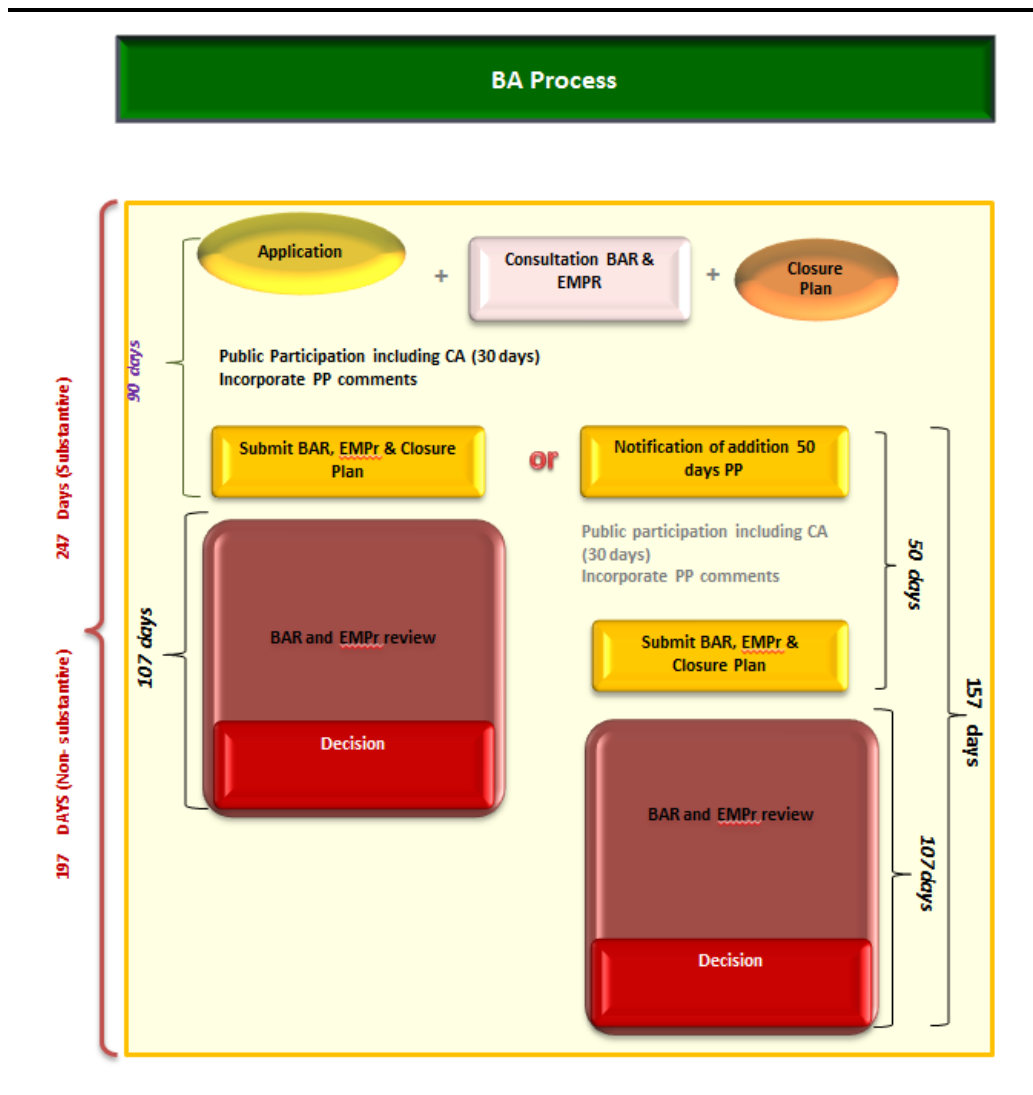 BA Process
Application
+
Consultation BAR &
EMPR
+
Closure
Plan
90 days
Public Participation including CA (30 days)
Incorporate PP comments
Submit BAR, EMPr & Closure
Plan
or
Notification of addition 50
days PP
Public participation including CA
(30 days)
Incorporate PP comments
50 days
247 Days (Substantive)
197 DAYS (Non- substantive)
107 days
BAR and EMPr review
Decision
Submit BAR, EMPr &
Closure Plan
157 days
BAR and EMPr review
107 days
Decision